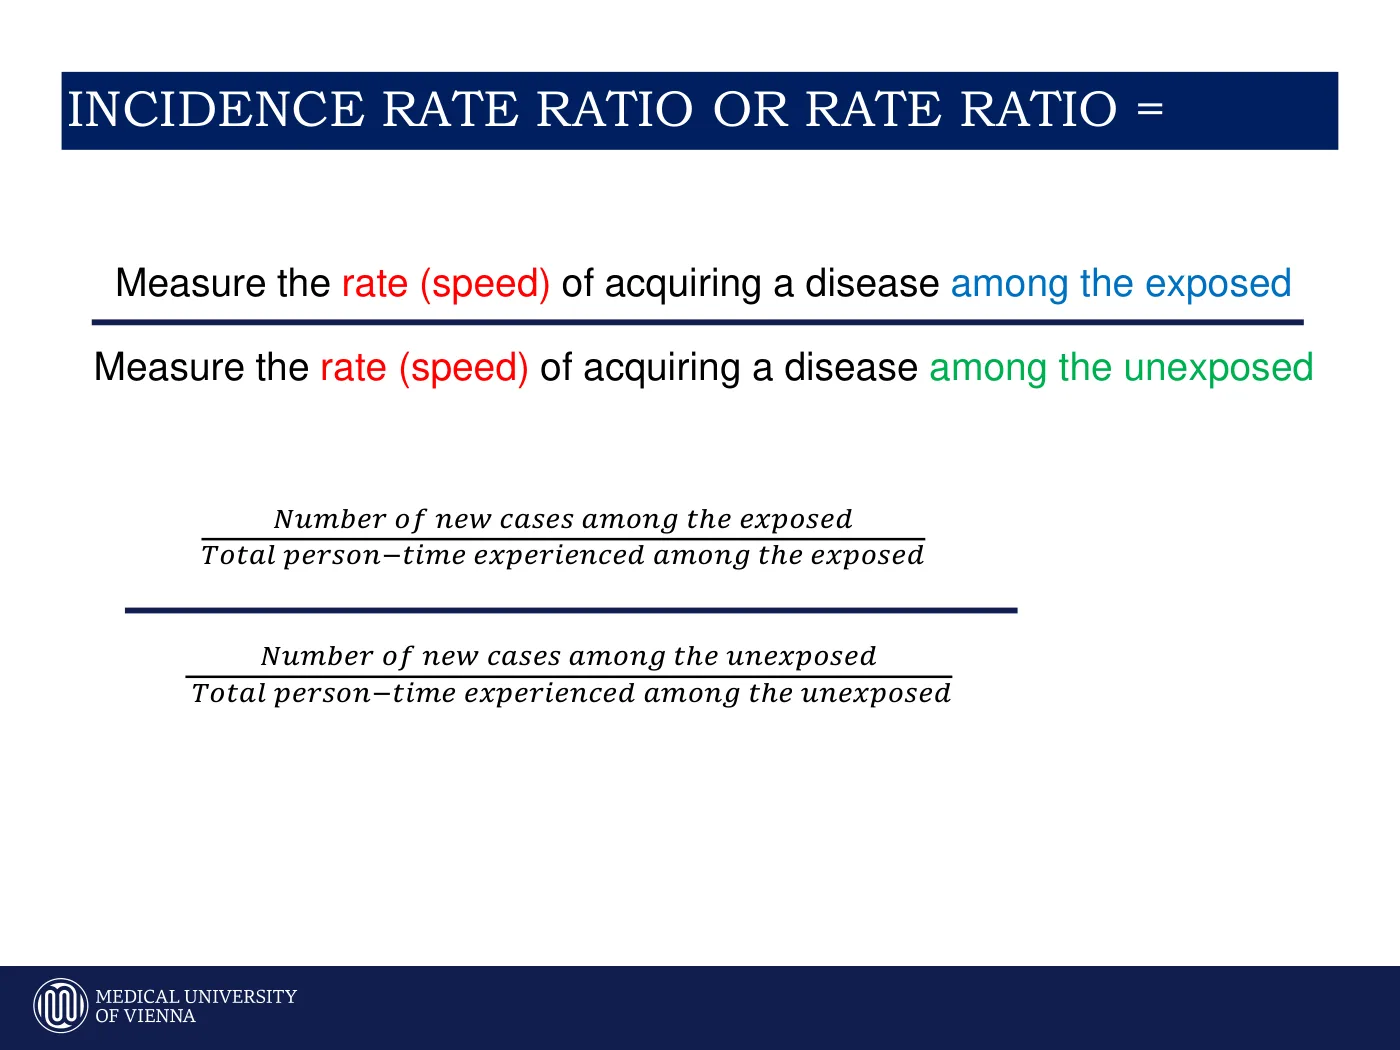 INCIDENCE RATE RATIO OR RATE RATIO =
Measure the rate (speed) of acquiring a disease among the exposed
Measure the rate (speed) of acquiring a disease among the unexposed
Number of new cases among the exposed
Total person−time experienced among the exposed
Number of new cases among the unexposed
Total person−time experienced among the unexposed
MEDICAL UNIVERSITY
OF VIENNA